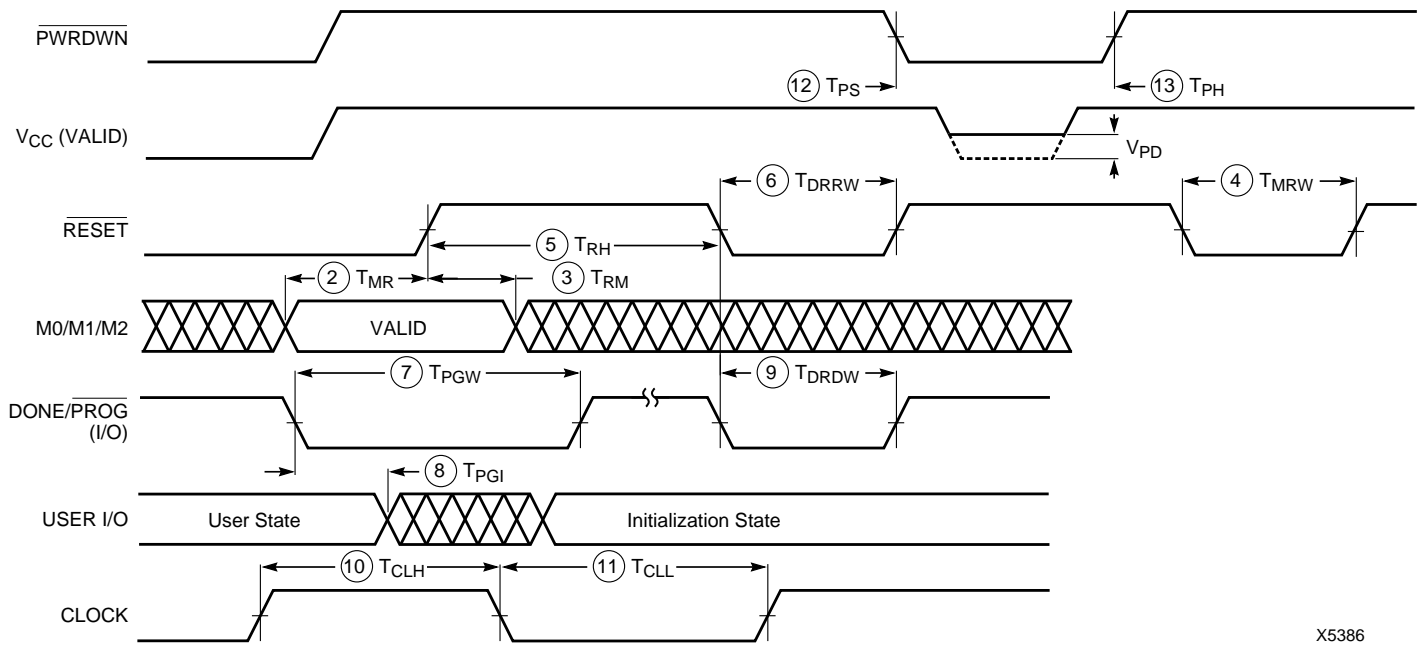 PWRDWN
12 TPS
13 TPH
VCC (VALID)
VPD
6 TDRRW
4 TMRW
RESET
5 TRH
2 TMR
3 TRM
M0/M1/M2
VALID
7 TPGW
9 TDRDW
DONE/PROG
(I/O)
8 TPGI
USER I/O
User State
Initialization State
10 TCLH
11 TCLL
CLOCK
X5386